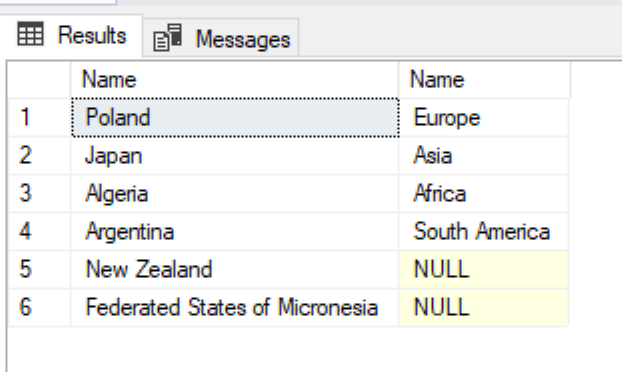 Results Messages
Name Name
1 Poland Europe
2 Japan Asia
3 Algeria Africa
4 Argentina South America
5 New Zealand NULL
6 Federated States of Micronesia NULL